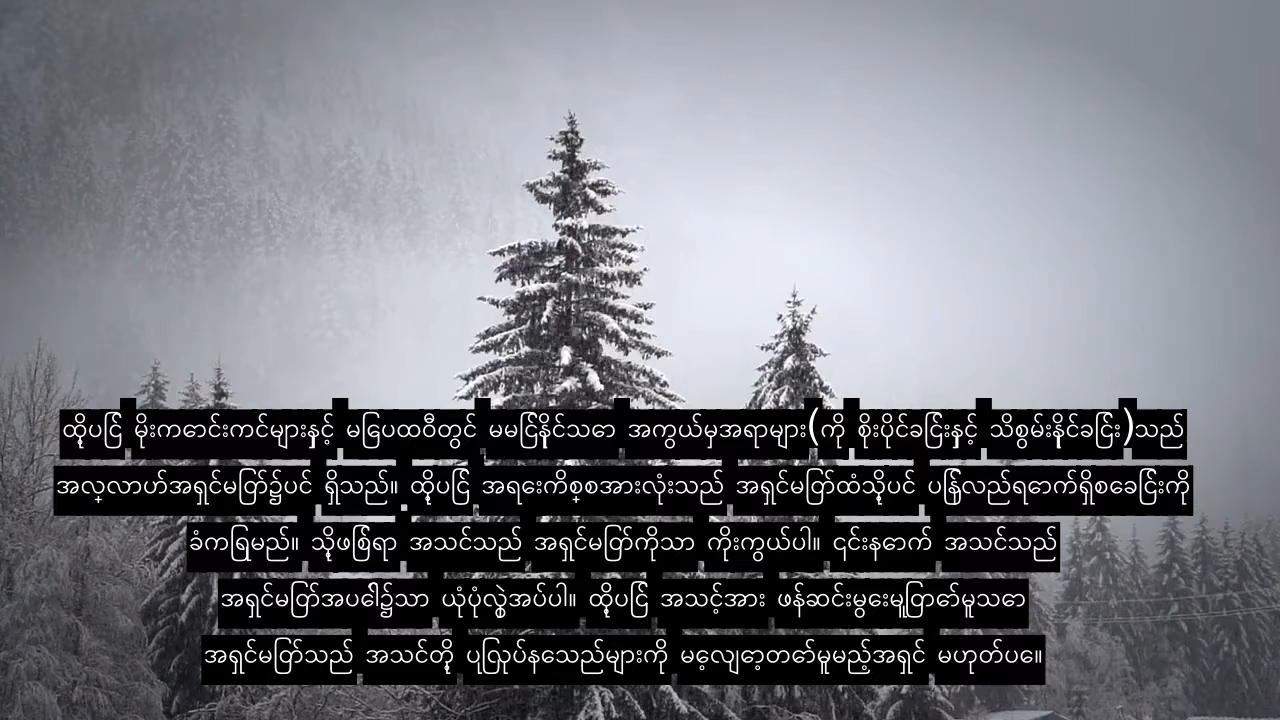 ထို့ပြင် မိုးကောင်းကင်များနှင့် မြေပထဝီတွင် မမြင်နိုင်သော အကွယ်မှအရာများ(ကို စိုးပိုင်ခြင်းနှင့် သိစွမ်းနိုင်ခြင်း)သည်
အလ္လာဟ်အရှင်မြတ်၌ပင် ရှိသည်။ ထို့ပြင် အရေးကိစ္စအားလုံးသည် အရှင်မြတ်ထံသို့ပင် ပြန်လည်ရောက်ရှိစေခြင်းကို
ခံကြရမည်။ သို့ဖြစ်ရာ အသင်သည် အရှင်မြတ်ကိုသာ ကိုးကွယ်ပါ။ ၎င်းနောက် အသင်သည်
အရှင်မြတ်အပေါ်၌သာ ယုံပုံလွှဲအပ်ပါ။ ထို့ပြင် အသင့်အား ဖန်ဆင်းမွေးမြူတော်မူသော
အရှင်မြတ်သည် အသင်တို့ ပြုလုပ်နေသည်များကို မေ့လျော့တော်မူမည့်အရှင် မဟုတ်ပေ။